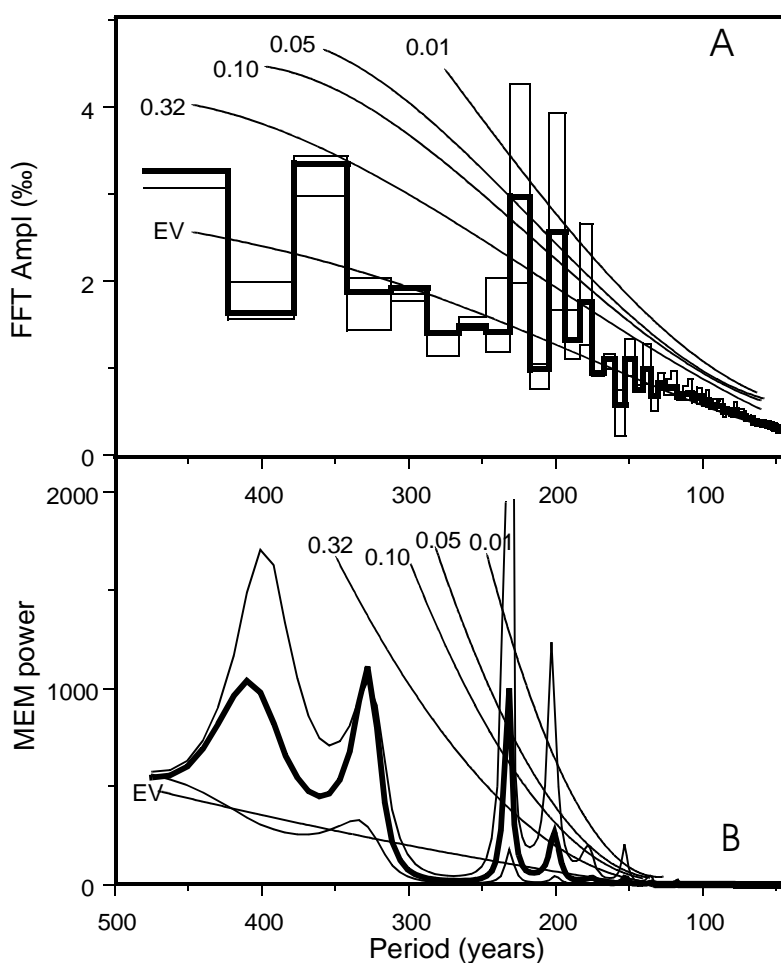 A
0.05
0.01
0.10
4
0.32
FFT Ampl (‰)
EV
2
0
400 300 200 100
2000
0.32 0.10 0.05 0.01
MEM power
1000
EV
B
0
500 400 300 200 100
Period (years)